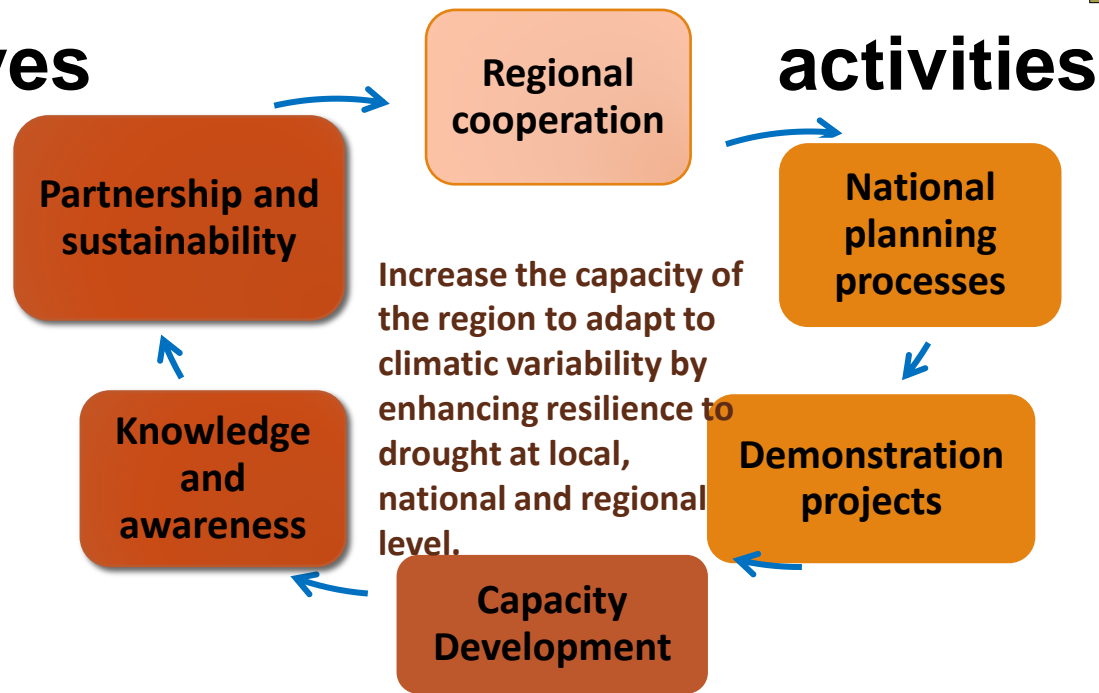 ves
activities
Regional
cooperation
Partnership and
sustainability
National
planning
processes
Increase the capacity of
the region to adapt to
climatic variability by
enhancing resilience to
drought at local,
national and regional
level.
Knowledge
and
awareness
Demonstration
projects
Capacity
Development